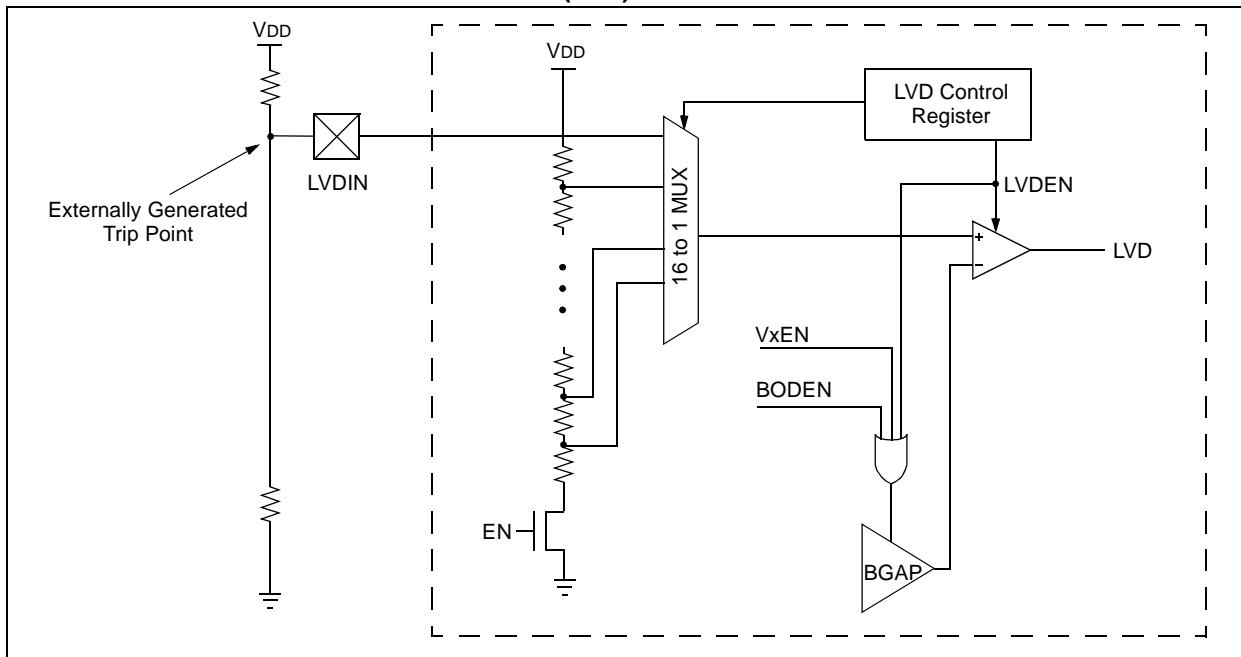 VDD
VDD
LVD Control
Register
LVDIN
16 to 1 MUX
LVDEN
Externally Generated
Trip Point
+
–
LVD
VxEN
BODEN
EN
BGAP